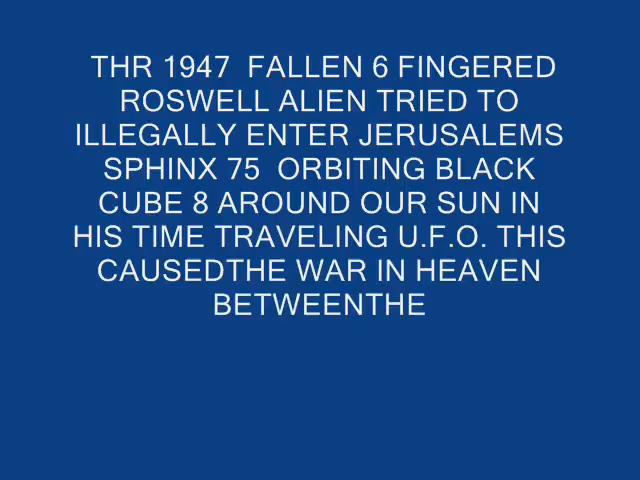 THR 1947  FALLEN 6 FINGERED
ROSWELL ALIEN TRIED TO
ILLEGALLY ENTER JERUSALEMS
SPHINX 75  ORBITING BLACK
CUBE 8 AROUND OUR SUN IN
HIS TIME TRAVELING U.F.O. THIS
CAUSEDTHE WAR IN HEAVEN
BETWEENTHE